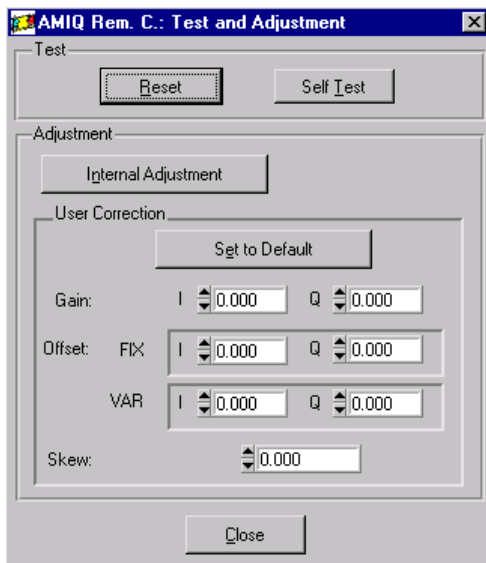 AMIQ Rem. C.: Test and Adjustment
Test
Reset Self Test
Adjustment
Internal Adjustment
User Correction
Set to Default
Gain: I 0.000 Q 0.000
Offset: FIX I 0.000 Q 0.000
VAR I 0.000 Q 0.000
Skew: 0.000
Close